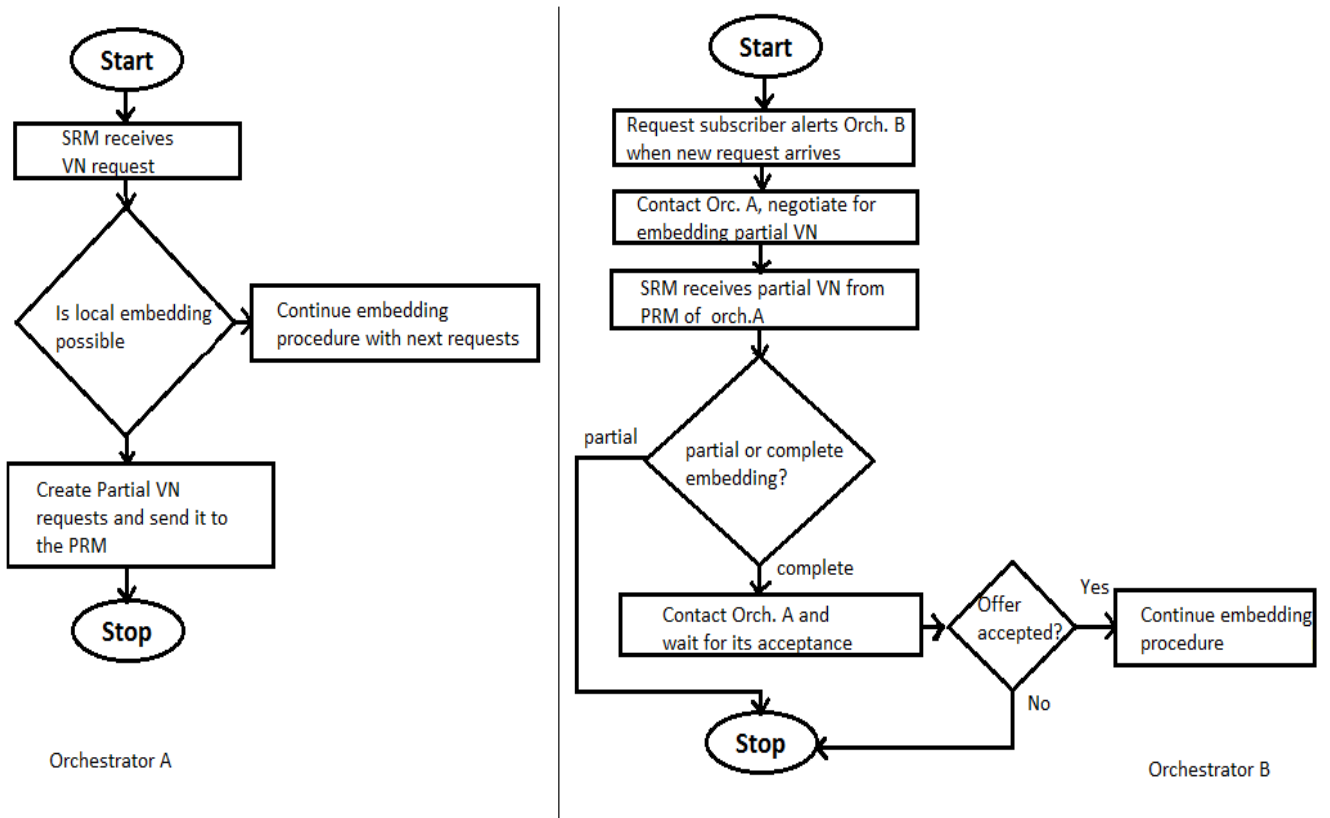 Start
SRM receives
VN request
Is local embedding
possible
Continue embedding
procedure with next requests
Create Partial VN
requests and send it to
the PRM
Stop
Orchestrator A
Start
Request subscriber alerts Orch. B
when new request arrives
Contact Orc. A, negotiate for
embedding partial VN
SRM receives partial VN from
PRM of orch.A
partial
partial or complete
embedding?
complete
Contact Orch. A and
wait for its acceptance
Offer
accepted?
Yes
Continue embedding
procedure
No
Stop
Orchestrator B